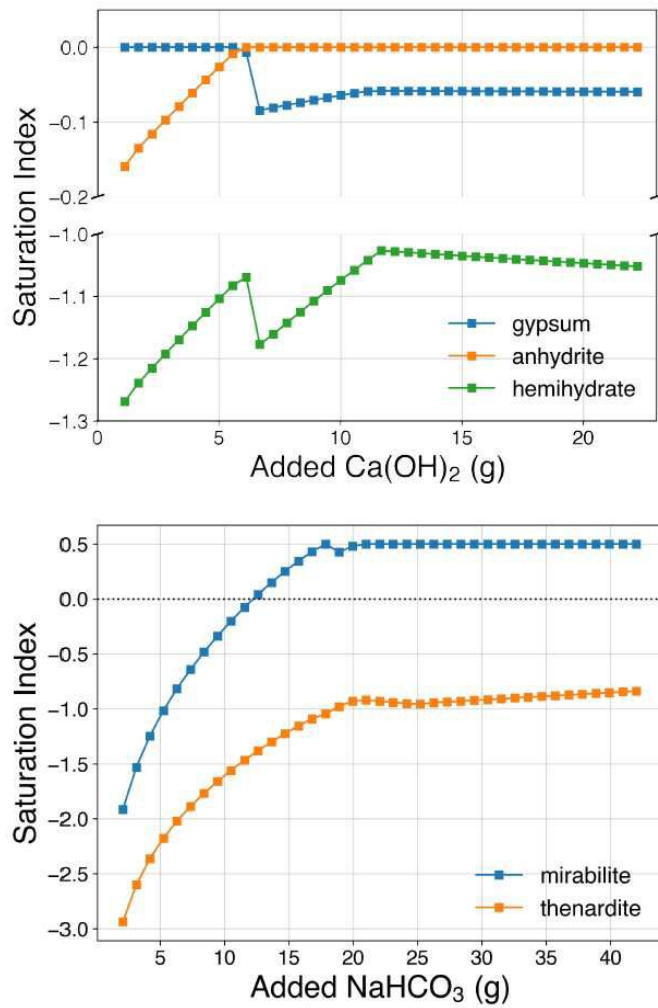 0.0
−0.1
−0.2
−1.0
−1.1
−1.2
−1.3
Saturation Index
gypsum
anhydrite
hemihydrate
0 5 10 15 20
Added Ca(OH)₂ (g)
0.5
0.0
−0.5
−1.0
−1.5
−2.0
−2.5
−3.0
Saturation Index
mirabilite
thenardite
5 10 15 20 25 30 35 40
Added NaHCO₃ (g)